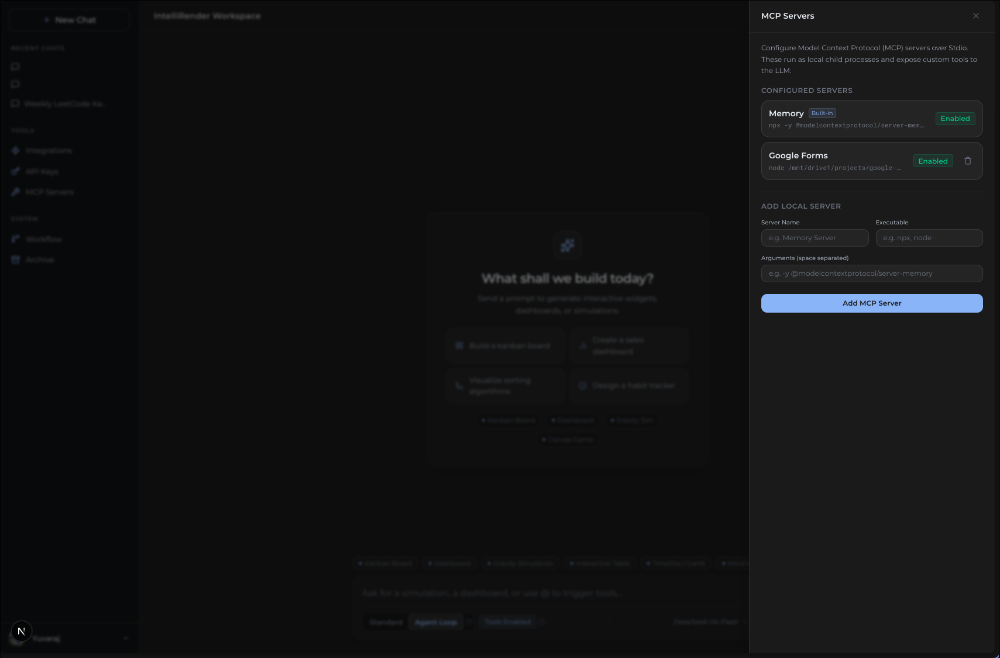 New Chat
IntelliRender Workspace
RECENT CHATS
Weekly LeetCode Ka...
TOOLS
Integrations
API Keys
MCP Servers
SYSTEM
Workflow
Archive
What shall we build today?
Send a prompt to generate interactive widgets,
dashboards, or simulations.
Build a kanban board
Create a sales
dashboard
Visualize sorting
algorithms
Design a habit tracker
Kanban Board
Dashboard
Gravity Sim
Canvas Game
Kanban Board
Dashboard
Gravity Simulation
Interactive Table
Timeline / Gantt
Ask for a simulation, a dashboard, or use @ to trigger tools...
Standard
Agent Loop
Tools Enabled
N
Yuvaraj
MCP Servers
Configure Model Context Protocol (MCP) servers over Stdio.
These run as local child processes and expose custom tools to
the LLM.
CONFIGURED SERVERS
Memory Built-in
npx -y @modelcontextprotocol/server-mem…
Enabled
Google Forms
node /mnt/drive1/projects/google-…
Enabled
ADD LOCAL SERVER
Server Name
Executable
e.g. Memory Server
e.g. npx, node
Arguments (space separated)
e.g. -y @modelcontextprotocol/server-memory
Add MCP Server